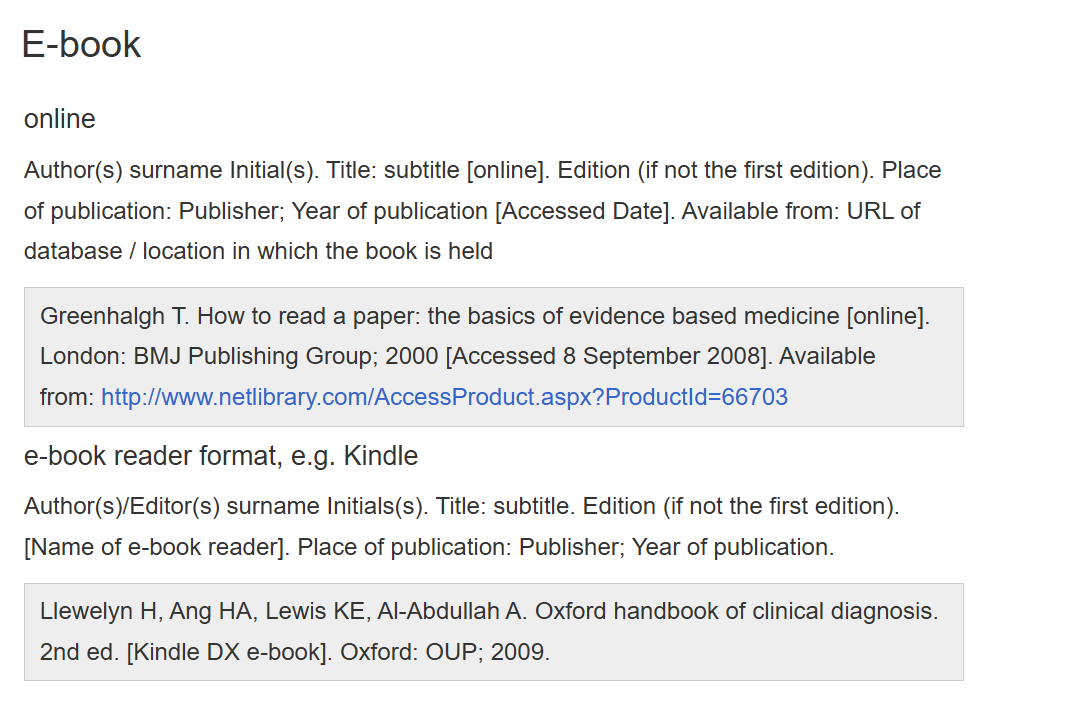 E-book
online
Author(s) surname Initial(s). Title: subtitle [online]. Edition (if not the first edition). Place
of publication: Publisher; Year of publication [Accessed Date]. Available from: URL of
database / location in which the book is held
Greenhalgh T. How to read a paper: the basics of evidence based medicine [online].
London: BMJ Publishing Group; 2000 [Accessed 8 September 2008]. Available
from: http://www.netlibrary.com/AccessProduct.aspx?ProductId=66703
e-book reader format, e.g. Kindle
Author(s)/Editor(s) surname Initials(s). Title: subtitle. Edition (if not the first edition).
[Name of e-book reader]. Place of publication: Publisher; Year of publication.
Llewelyn H, Ang HA, Lewis KE, Al-Abdullah A. Oxford handbook of clinical diagnosis.
2nd ed. [Kindle DX e-book]. Oxford: OUP; 2009.